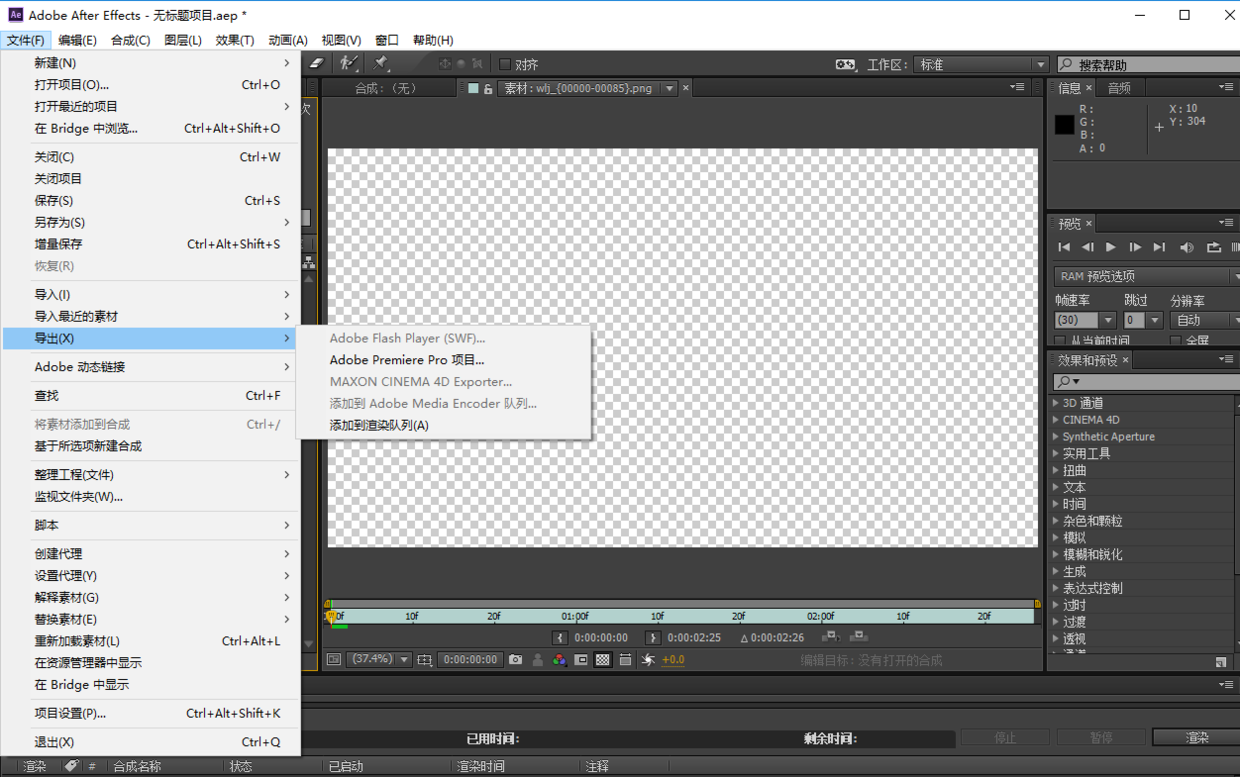 Adobe After Effects - 无标题项目.aep *
文件(F) 编辑(E) 合成(C) 图层(L) 效果(T) 动画(A) 视图(V) 窗口 帮助(H)
新建(N)
打开项目(O)... Ctrl+O
打开最近的项目
在 Bridge 中浏览... Ctrl+Alt+Shift+O
关闭(C) Ctrl+W
关闭项目
保存(S) Ctrl+S
另存为(S)
增量保存 Ctrl+Alt+Shift+S
恢复(R)
导入(I)
导入最近的素材
导出(X)
Adobe 动态链接
查找 Ctrl+F
将素材添加到合成 Ctrl+/
基于所选项新建合成
整理工程(文件)
监视文件夹(W)...
脚本
创建代理
设置代理(Y)
解释素材(G)
替换素材(E)
重新加载素材(L) Ctrl+Alt+L
在资源管理器中显示
在 Bridge 中显示
项目设置(P)... Ctrl+Alt+Shift+K
退出(X) Ctrl+Q
Adobe Flash Player (SWF)...
Adobe Premiere Pro 项目...
MAXON CINEMA 4D Exporter...
添加到 Adobe Media Encoder 队列...
添加到渲染队列(A)
对齐
工作区: 标准
搜索帮助
合成: (无)
素材: wlj_{00000-00085}.png
次
信息 × 音频
R:
G:
B:
A: 0
X: 10
Y: 304
预览 ×
RAM 预览选项
帧速率 跳过 分辨率
(30) 0 自动
从当前时间 全屏
效果和预设 ×
3D 通道
CINEMA 4D
Synthetic Aperture
实用工具
扭曲
文本
时间
杂色和颗粒
模拟
模糊和锐化
生成
表达式控制
过时
过渡
透视
通道
0f 10f 20f 01:00f 10f 20f 02:00f 10f 20f
0:00:00:00 0:00:02:25 Δ 0:00:02:26
(37.4%) 0:00:00:00 +0.0 编辑目标: 没有打开的合成
已用时间: 剩余时间: 停止 暂停 渲染
渲染 # 合成名称 状态 已启动 渲染时间 注释